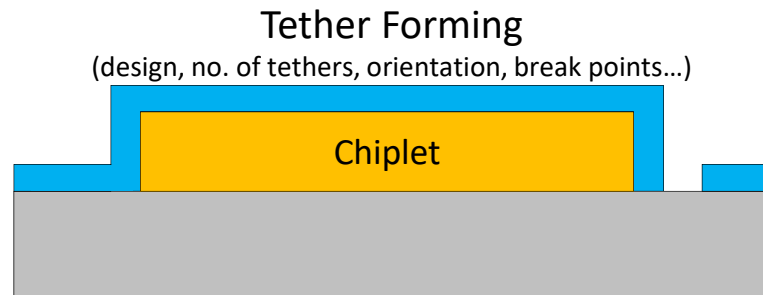 Tether Forming
(design, no. of tethers, orientation, break points…)
Chiplet